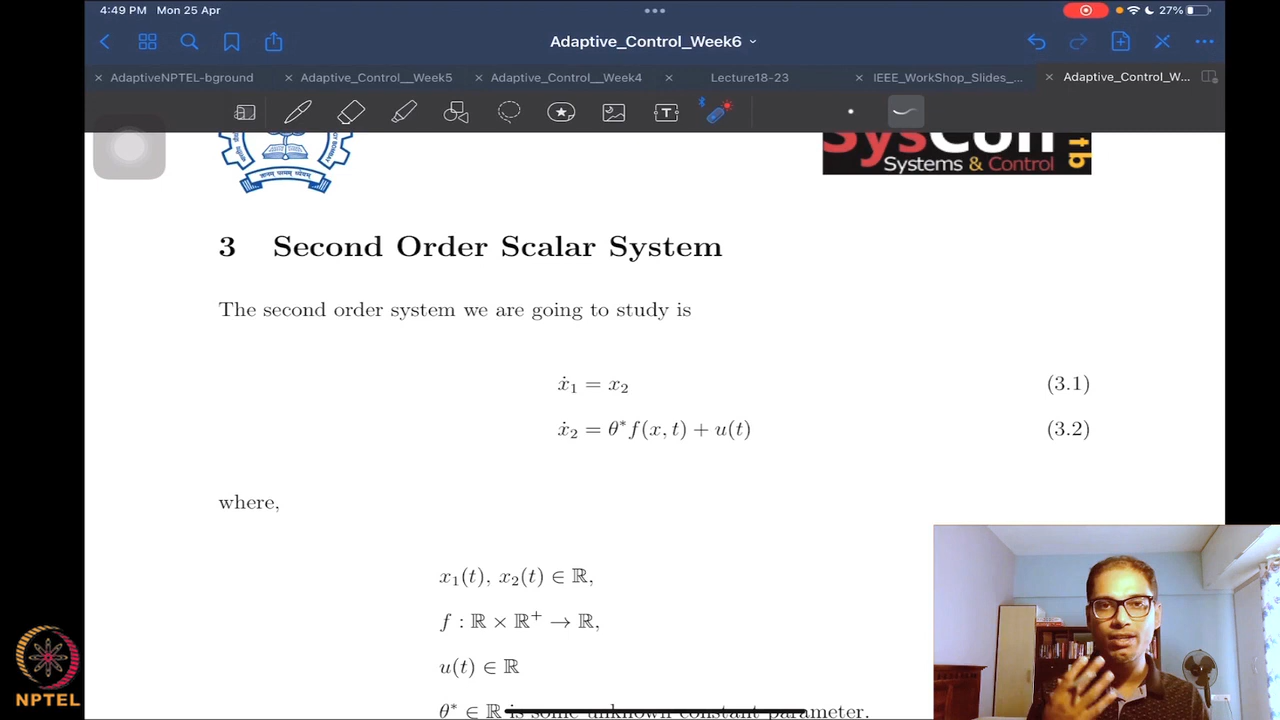 4:49 PM Mon 25 Apr
27%
Adaptive_Control_Week6
AdaptiveNPTEL-bground
Adaptive_Control__Week5
Adaptive_Control__Week4
Lecture18-23
IEEE_WorkShop_Slides_...
Adaptive_Control_W...
SysCon
Systems & Control
3 Second Order Scalar System
The second order system we are going to study is
ẋ₁ = x₂ (3.1)
ẋ₂ = θ*f(x, t) + u(t) (3.2)
where,
x₁(t), x₂(t) ∈ ℝ,
f : ℝ × ℝ⁺ → ℝ,
u(t) ∈ ℝ
θ* ∈ ℝ is some unknown constant parameter.
NPTEL